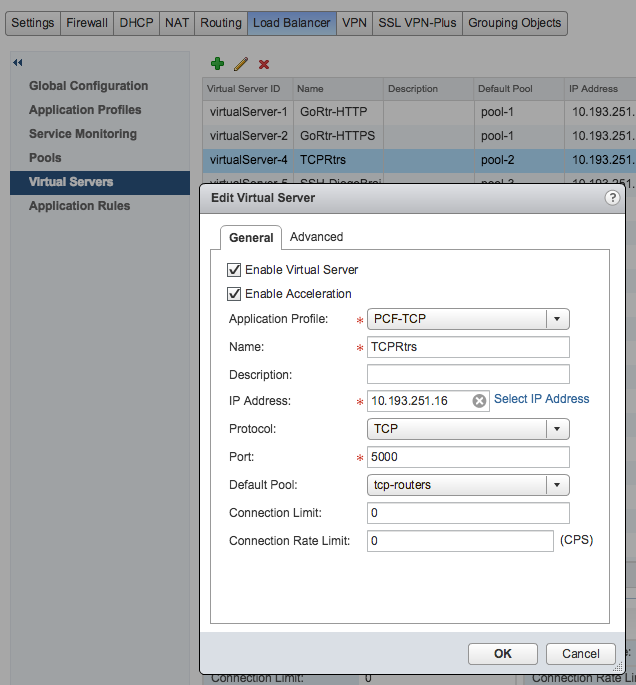 Settings Firewall DHCP NAT Routing Load Balancer VPN SSL VPN-Plus Grouping Objects
Global Configuration
Application Profiles
Service Monitoring
Pools
Virtual Servers
Application Rules
Virtual Server ID Name Description Default Pool IP Address
virtualServer-1 GoRtr-HTTP pool-1 10.193.251.
virtualServer-2 GoRtr-HTTPS pool-1 10.193.251.
virtualServer-4 TCPRtrs pool-2 10.193.251.
virtualServer-5 SSH-DiegoBrai pool-3 10.193.251.
Edit Virtual Server ?
General Advanced
Enable Virtual Server
Enable Acceleration
Application Profile: * PCF-TCP
Name: * TCPRtrs
Description:
IP Address: * 10.193.251.16 Select IP Address
Protocol: TCP
Port: * 5000
Default Pool: tcp-routers
Connection Limit: 0
Connection Rate Limit: 0 (CPS)
OK Cancel
Connection Limit: 0 Connection Rate Li